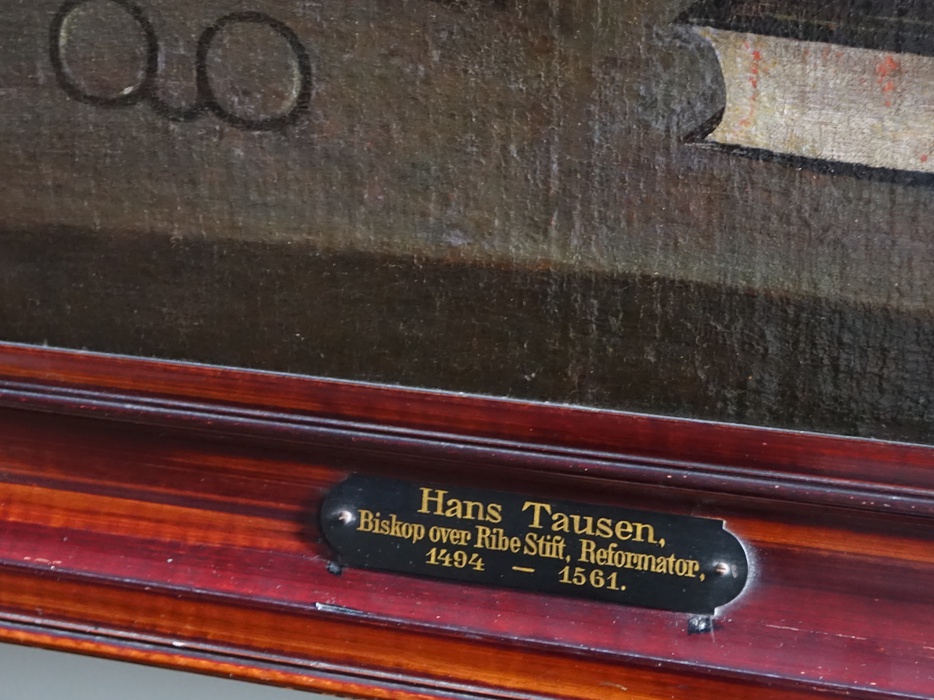 Hans Tausen,
Biskop over Ribe Stift, Reformator,
1494 — 1561.